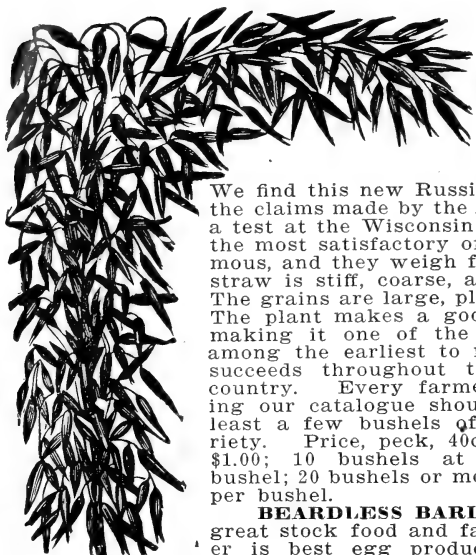 We find this new Russi
the claims made by the
a test at the Wisconsin
the most satisfactory o
mous, and they weigh f
straw is stiff, coarse, a
The grains are large, pl
The plant makes a goo
making it one of the
among the earliest to
succeeds throughout t
country. Every farme
ing our catalogue shou
least a few bushels of
riety. Price, peck, 40c
$1.00; 10 bushels at
bushel; 20 bushels or mo
per bushel.
BEARDLESS BARL
great stock food and fa
er is best egg produ